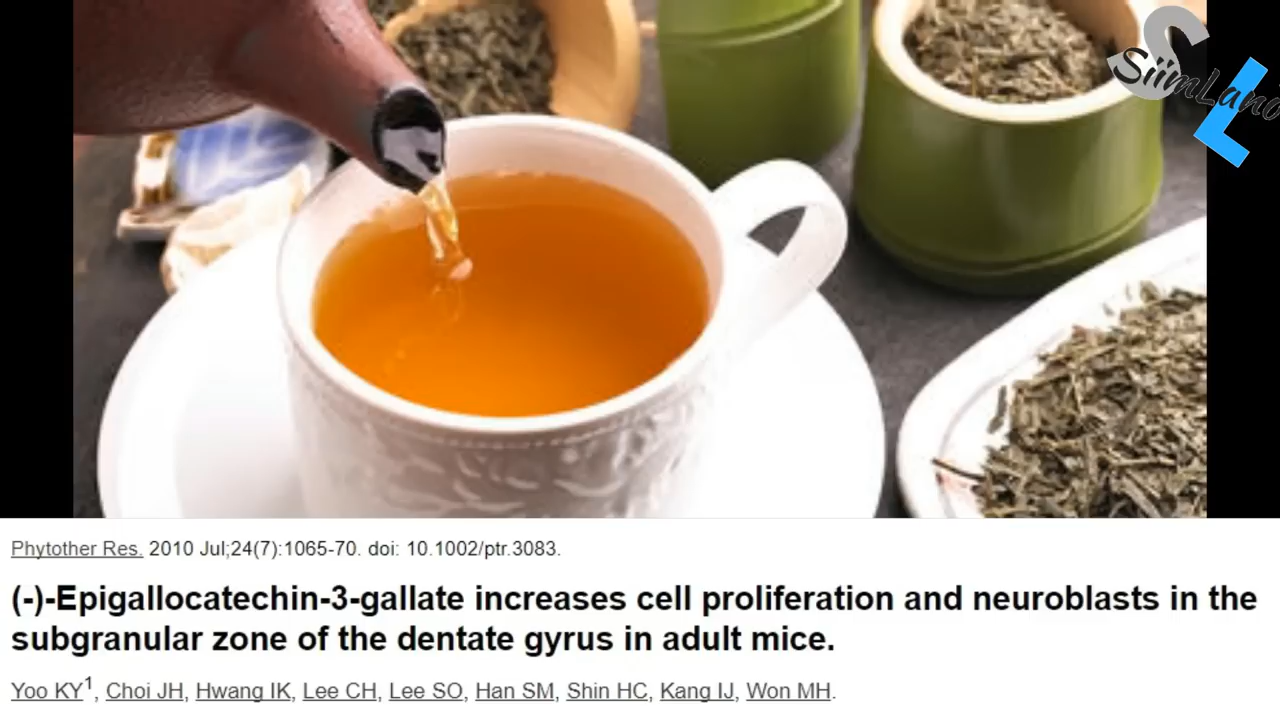 S
SiimLand
L
Phytother Res. 2010 Jul;24(7):1065-70. doi: 10.1002/ptr.3083.
(-)-Epigallocatechin-3-gallate increases cell proliferation and neuroblasts in the
subgranular zone of the dentate gyrus in adult mice.
Yoo KY1, Choi JH, Hwang IK, Lee CH, Lee SO, Han SM, Shin HC, Kang IJ, Won MH.